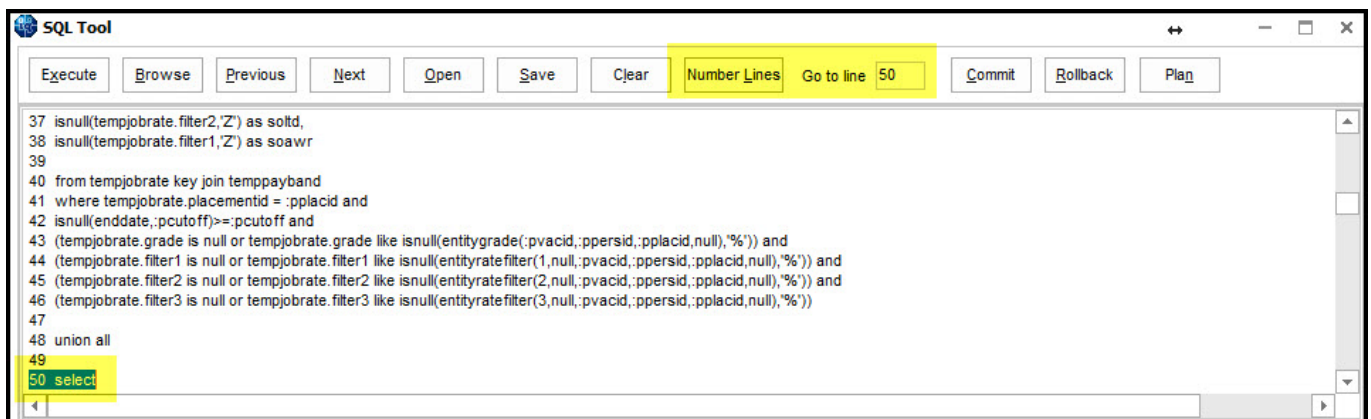 SQL Tool
Execute Browse Previous Next Open Save Clear Number Lines Go to line 50 Commit Rollback Plan
37 isnull(tempjobrate.filter2,'Z') as soltd,
38 isnull(tempjobrate.filter1,'Z') as soawr
39
40 from tempjobrate key join temppayband
41 where tempjobrate.placementid = :pplacid and
42 isnull(enddate,:pcutoff)>=:pcutoff and
43 (tempjobrate.grade is null or tempjobrate.grade like isnull(entitygrade(:pvacid,:ppersid,:pplacid,null),'%')) and
44 (tempjobrate.filter1 is null or tempjobrate.filter1 like isnull(entityratefilter(1,null,:pvacid,:ppersid,:pplacid,null),'%')) and
45 (tempjobrate.filter2 is null or tempjobrate.filter2 like isnull(entityratefilter(2,null,:pvacid,:ppersid,:pplacid,null),'%')) and
46 (tempjobrate.filter3 is null or tempjobrate.filter3 like isnull(entityratefilter(3,null,:pvacid,:ppersid,:pplacid,null),'%'))
47
48 union all
49
50 select